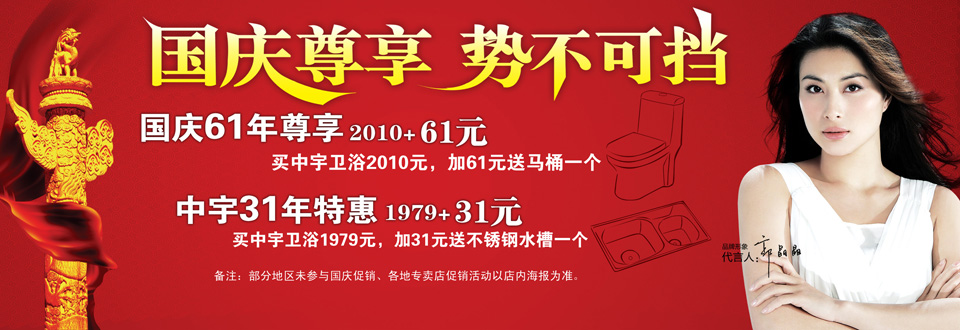 国庆尊享 势不可挡
国庆61年尊享 2010+61元
买中宇卫浴2010元，加61元送马桶一个
中宇31年特惠 1979+31元
买中宇卫浴1979元，加31元送不锈钢水槽一个
备注：部分地区未参与国庆促销、各地专卖店促销活动以店内海报为准。
品牌形象
代言人：郭晶晶